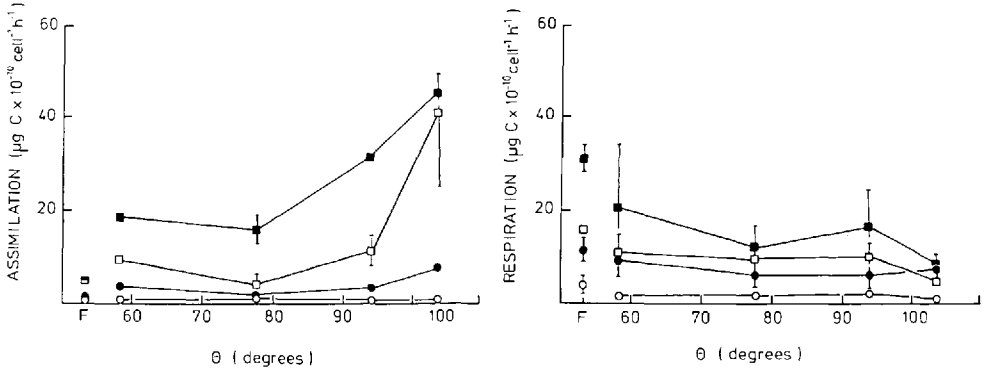 ASSIMILATION (µg C x 10⁻¹⁰ cell⁻¹ h⁻¹)
60
40
20
F 60 70 80 90 100
θ (degrees)
RESPIRATION (µg C x 10⁻¹⁰ cell⁻¹ h⁻¹)
60
40
20
F 60 70 80 90 100
θ (degrees)